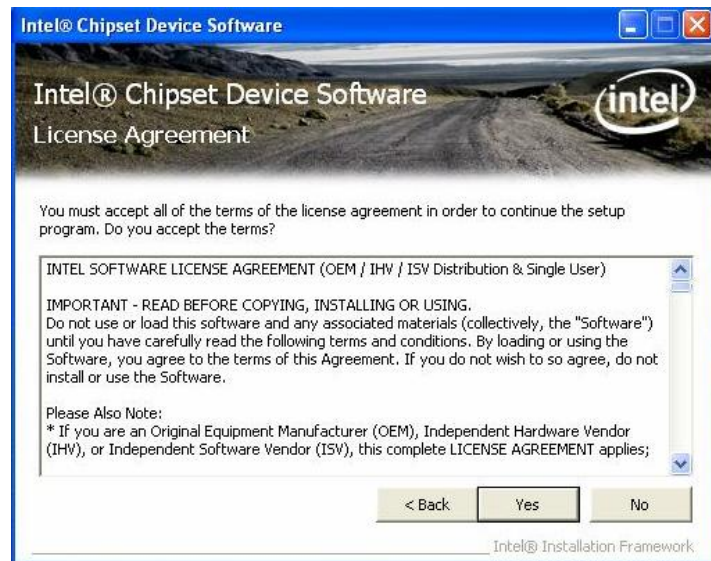 Intel® Chipset Device Software
Intel® Chipset Device Software
intel
License Agreement
You must accept all of the terms of the license agreement in order to continue the setup
program. Do you accept the terms?
INTEL SOFTWARE LICENSE AGREEMENT (OEM / IHV / ISV Distribution & Single User)
IMPORTANT - READ BEFORE COPYING, INSTALLING OR USING.
Do not use or load this software and any associated materials (collectively, the "Software")
until you have carefully read the following terms and conditions. By loading or using the
Software, you agree to the terms of this Agreement. If you do not wish to so agree, do not
install or use the Software.
Please Also Note:
* If you are an Original Equipment Manufacturer (OEM), Independent Hardware Vendor
(IHV), or Independent Software Vendor (ISV), this complete LICENSE AGREEMENT applies;
< Back Yes No
Intel® Installation Framework